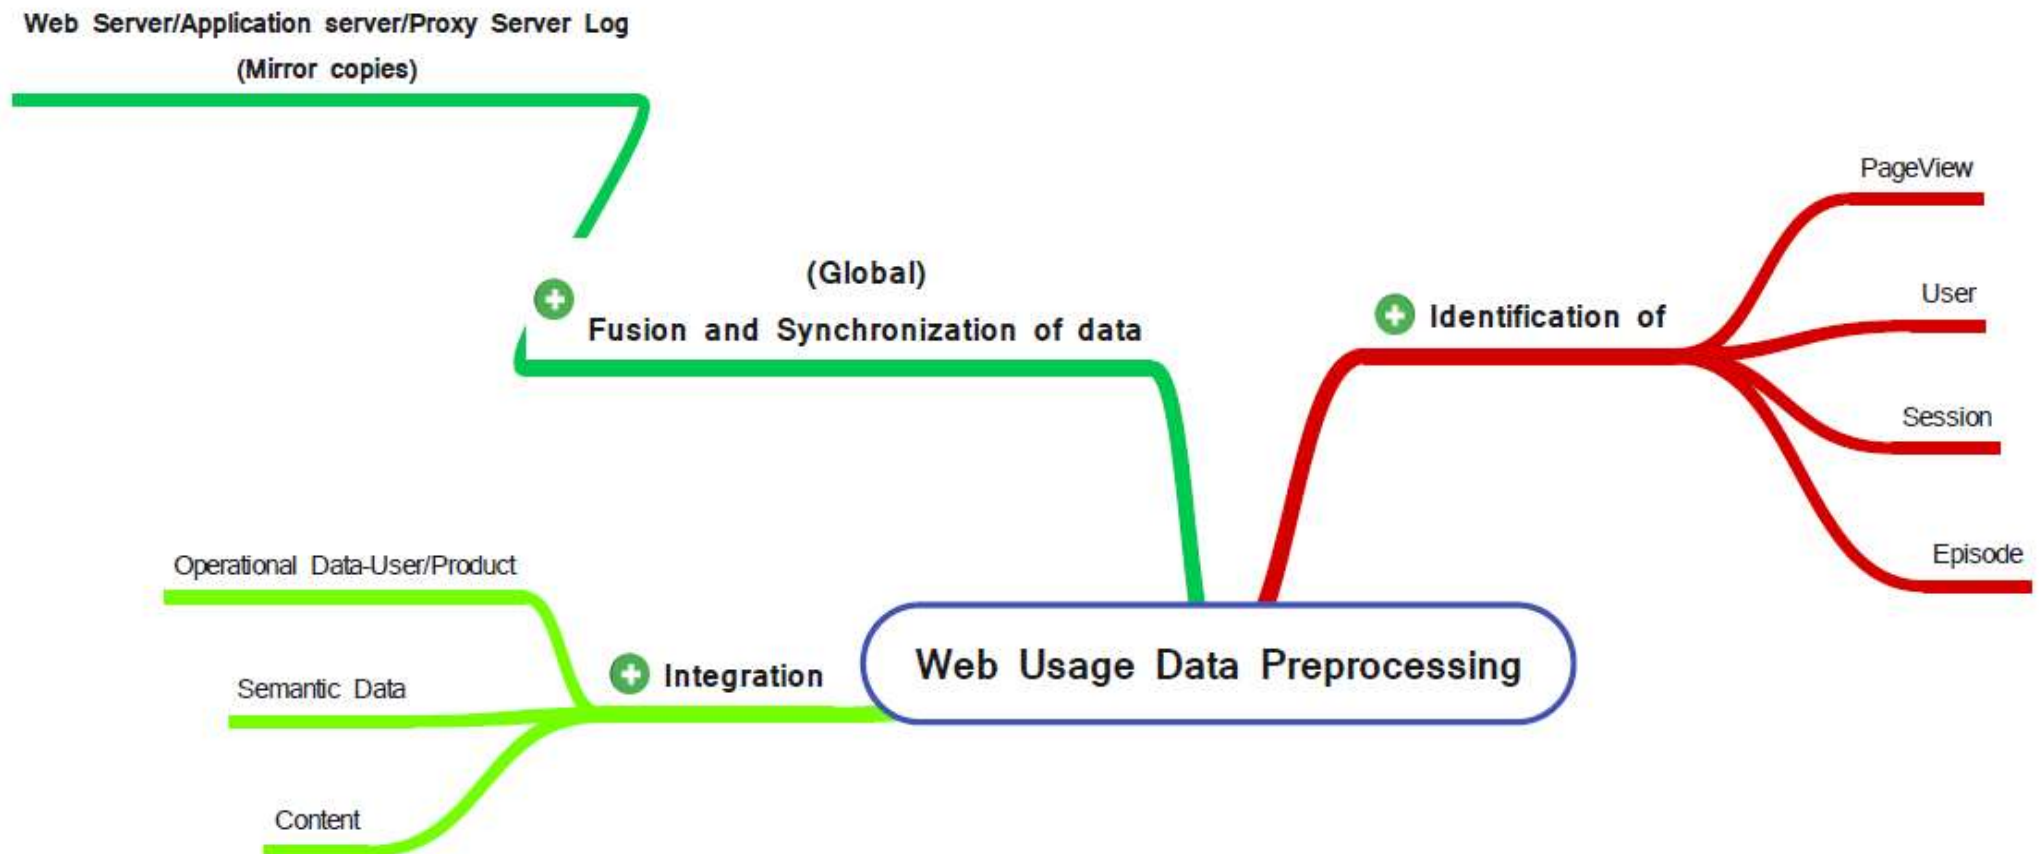 Web Server/Application server/Proxy Server Log
(Mirror copies)
(Global)
Fusion and Synchronization of data
Identification of
PageView
User
Session
Episode
Operational Data-User/Product
Semantic Data
Content
Integration
Web Usage Data Preprocessing